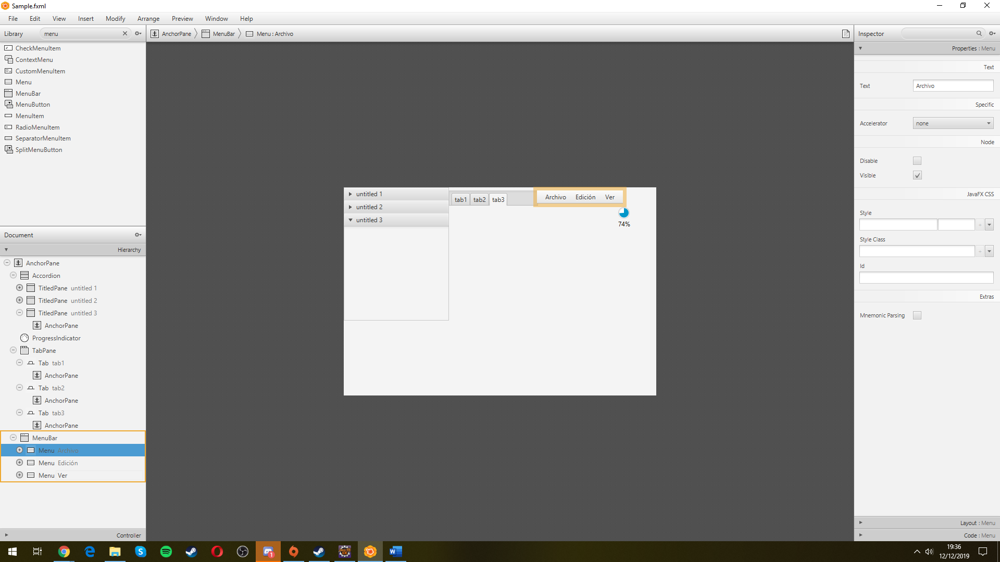 Sample.fxml
File Edit View Insert Modify Arrange Preview Window Help
Library menu
AnchorPane MenuBar Menu : Archivo
Inspector
CheckMenuItem
ContextMenu
CustomMenuItem
Menu
MenuBar
MenuButton
MenuItem
RadioMenuItem
SeparatorMenuItem
SplitMenuButton
Document
Hierarchy
AnchorPane
Accordion
TitledPane untitled 1
TitledPane untitled 2
TitledPane untitled 3
AnchorPane
ProgressIndicator
TabPane
Tab tab1
AnchorPane
Tab tab2
AnchorPane
Tab tab3
AnchorPane
MenuBar
Menu Archivo
Menu Edición
Menu Ver
Controller
untitled 1
untitled 2
untitled 3
tab1 tab2 tab3
Archivo Edición Ver
74%
Properties : Menu
Text
Text Archivo
Specific
Accelerator none
Node
Disable
Visible
JavaFX CSS
Style
Style Class
Id
Extras
Mnemonic Parsing
Layout : Menu
Code : Menu
1
19:36
12/12/2019